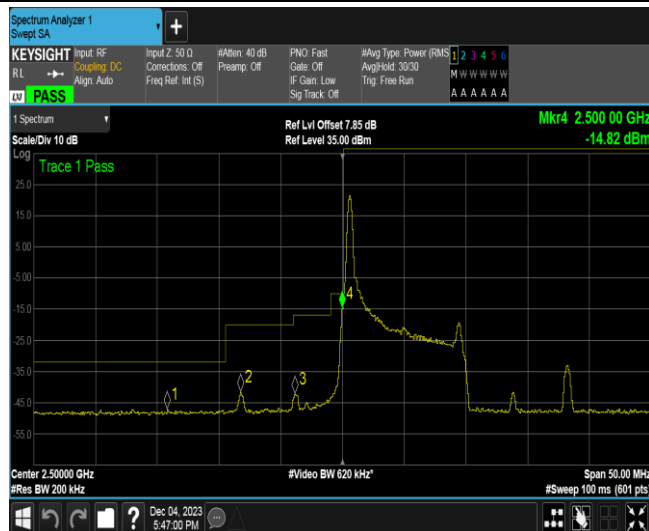 Spectrum Analyzer 1
Swept SA
+
KEYSIGHT
RL
LXI PASS
Input: RF
Coupling: DC
Align: Auto
Input Z: 50 Ω
Corrections: Off
Freq Ref: Int (S)
#Atten: 40 dB
Preamp: Off
PNO: Fast
Gate: Off
IF Gain: Low
Sig Track: Off
#Avg Type: Power (RMS
Avg|Hold: 30/30
Trig: Free Run
1 2 3 4 5 6
M W W W W W
A A A A A A
1 Spectrum
Scale/Div 10 dB
Ref Lvl Offset 7.85 dB
Ref Level 35.00 dBm
Mkr4 2.500 00 GHz
-14.82 dBm
Log
Trace 1 Pass
25.0
15.0
5.00
-5.00
-15.0
-25.0
-35.0
-45.0
-55.0
1
2
3
4
Center 2.50000 GHz
#Res BW 200 kHz
#Video BW 620 kHz*
Span 50.00 MHz
#Sweep 100 ms (601 pts)
?
Dec 04, 2023
5:47:00 PM